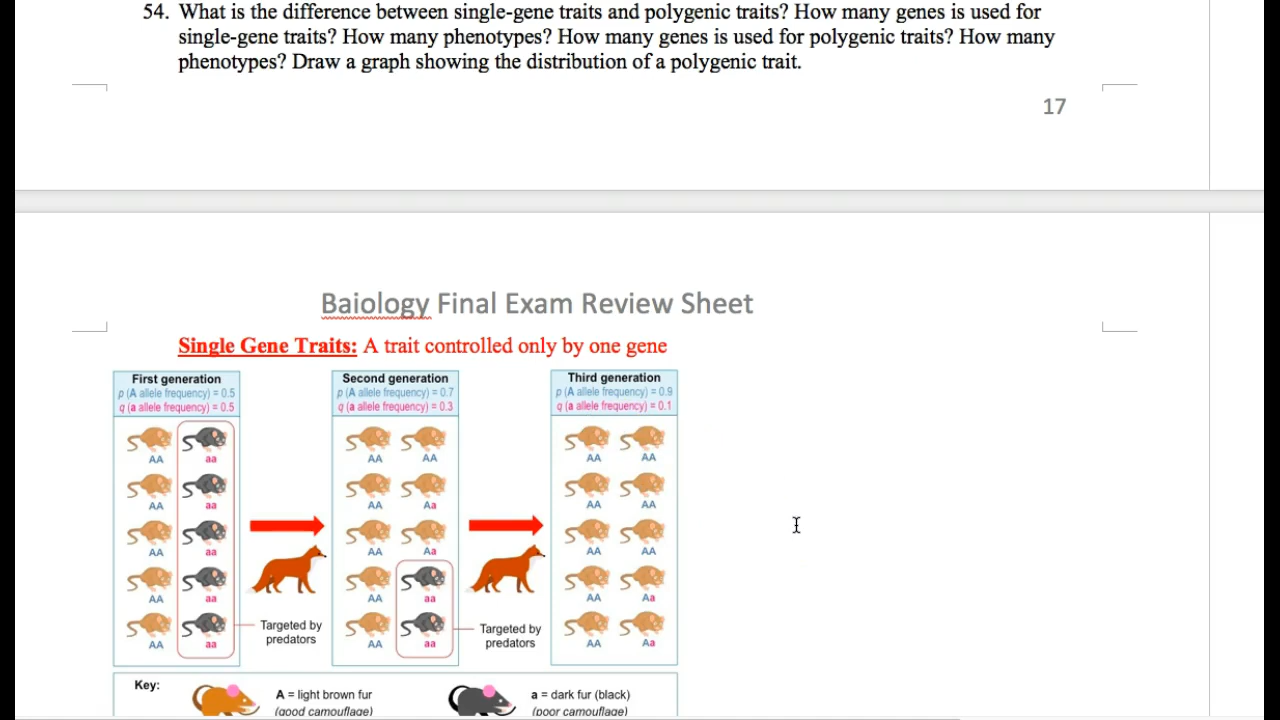 54. What is the difference between single-gene traits and polygenic traits? How many genes is used for
single-gene traits? How many phenotypes? How many genes is used for polygenic traits? How many
phenotypes? Draw a graph showing the distribution of a polygenic trait.
17
Baiology Final Exam Review Sheet
Single Gene Traits: A trait controlled only by one gene
First generation
p (A allele frequency) = 0.5
q (a allele frequency) = 0.5
AA aa
AA aa
AA aa
AA aa
AA aa
Targeted by
predators
Second generation
p (A allele frequency) = 0.7
q (a allele frequency) = 0.3
AA AA
AA Aa
AA Aa
AA aa
AA aa
Targeted by
predators
Third generation
p (A allele frequency) = 0.9
q (a allele frequency) = 0.1
AA AA
AA AA
AA AA
AA Aa
AA Aa
Key:
A = light brown fur
(good camouflage)
a = dark fur (black)
(poor camouflage)